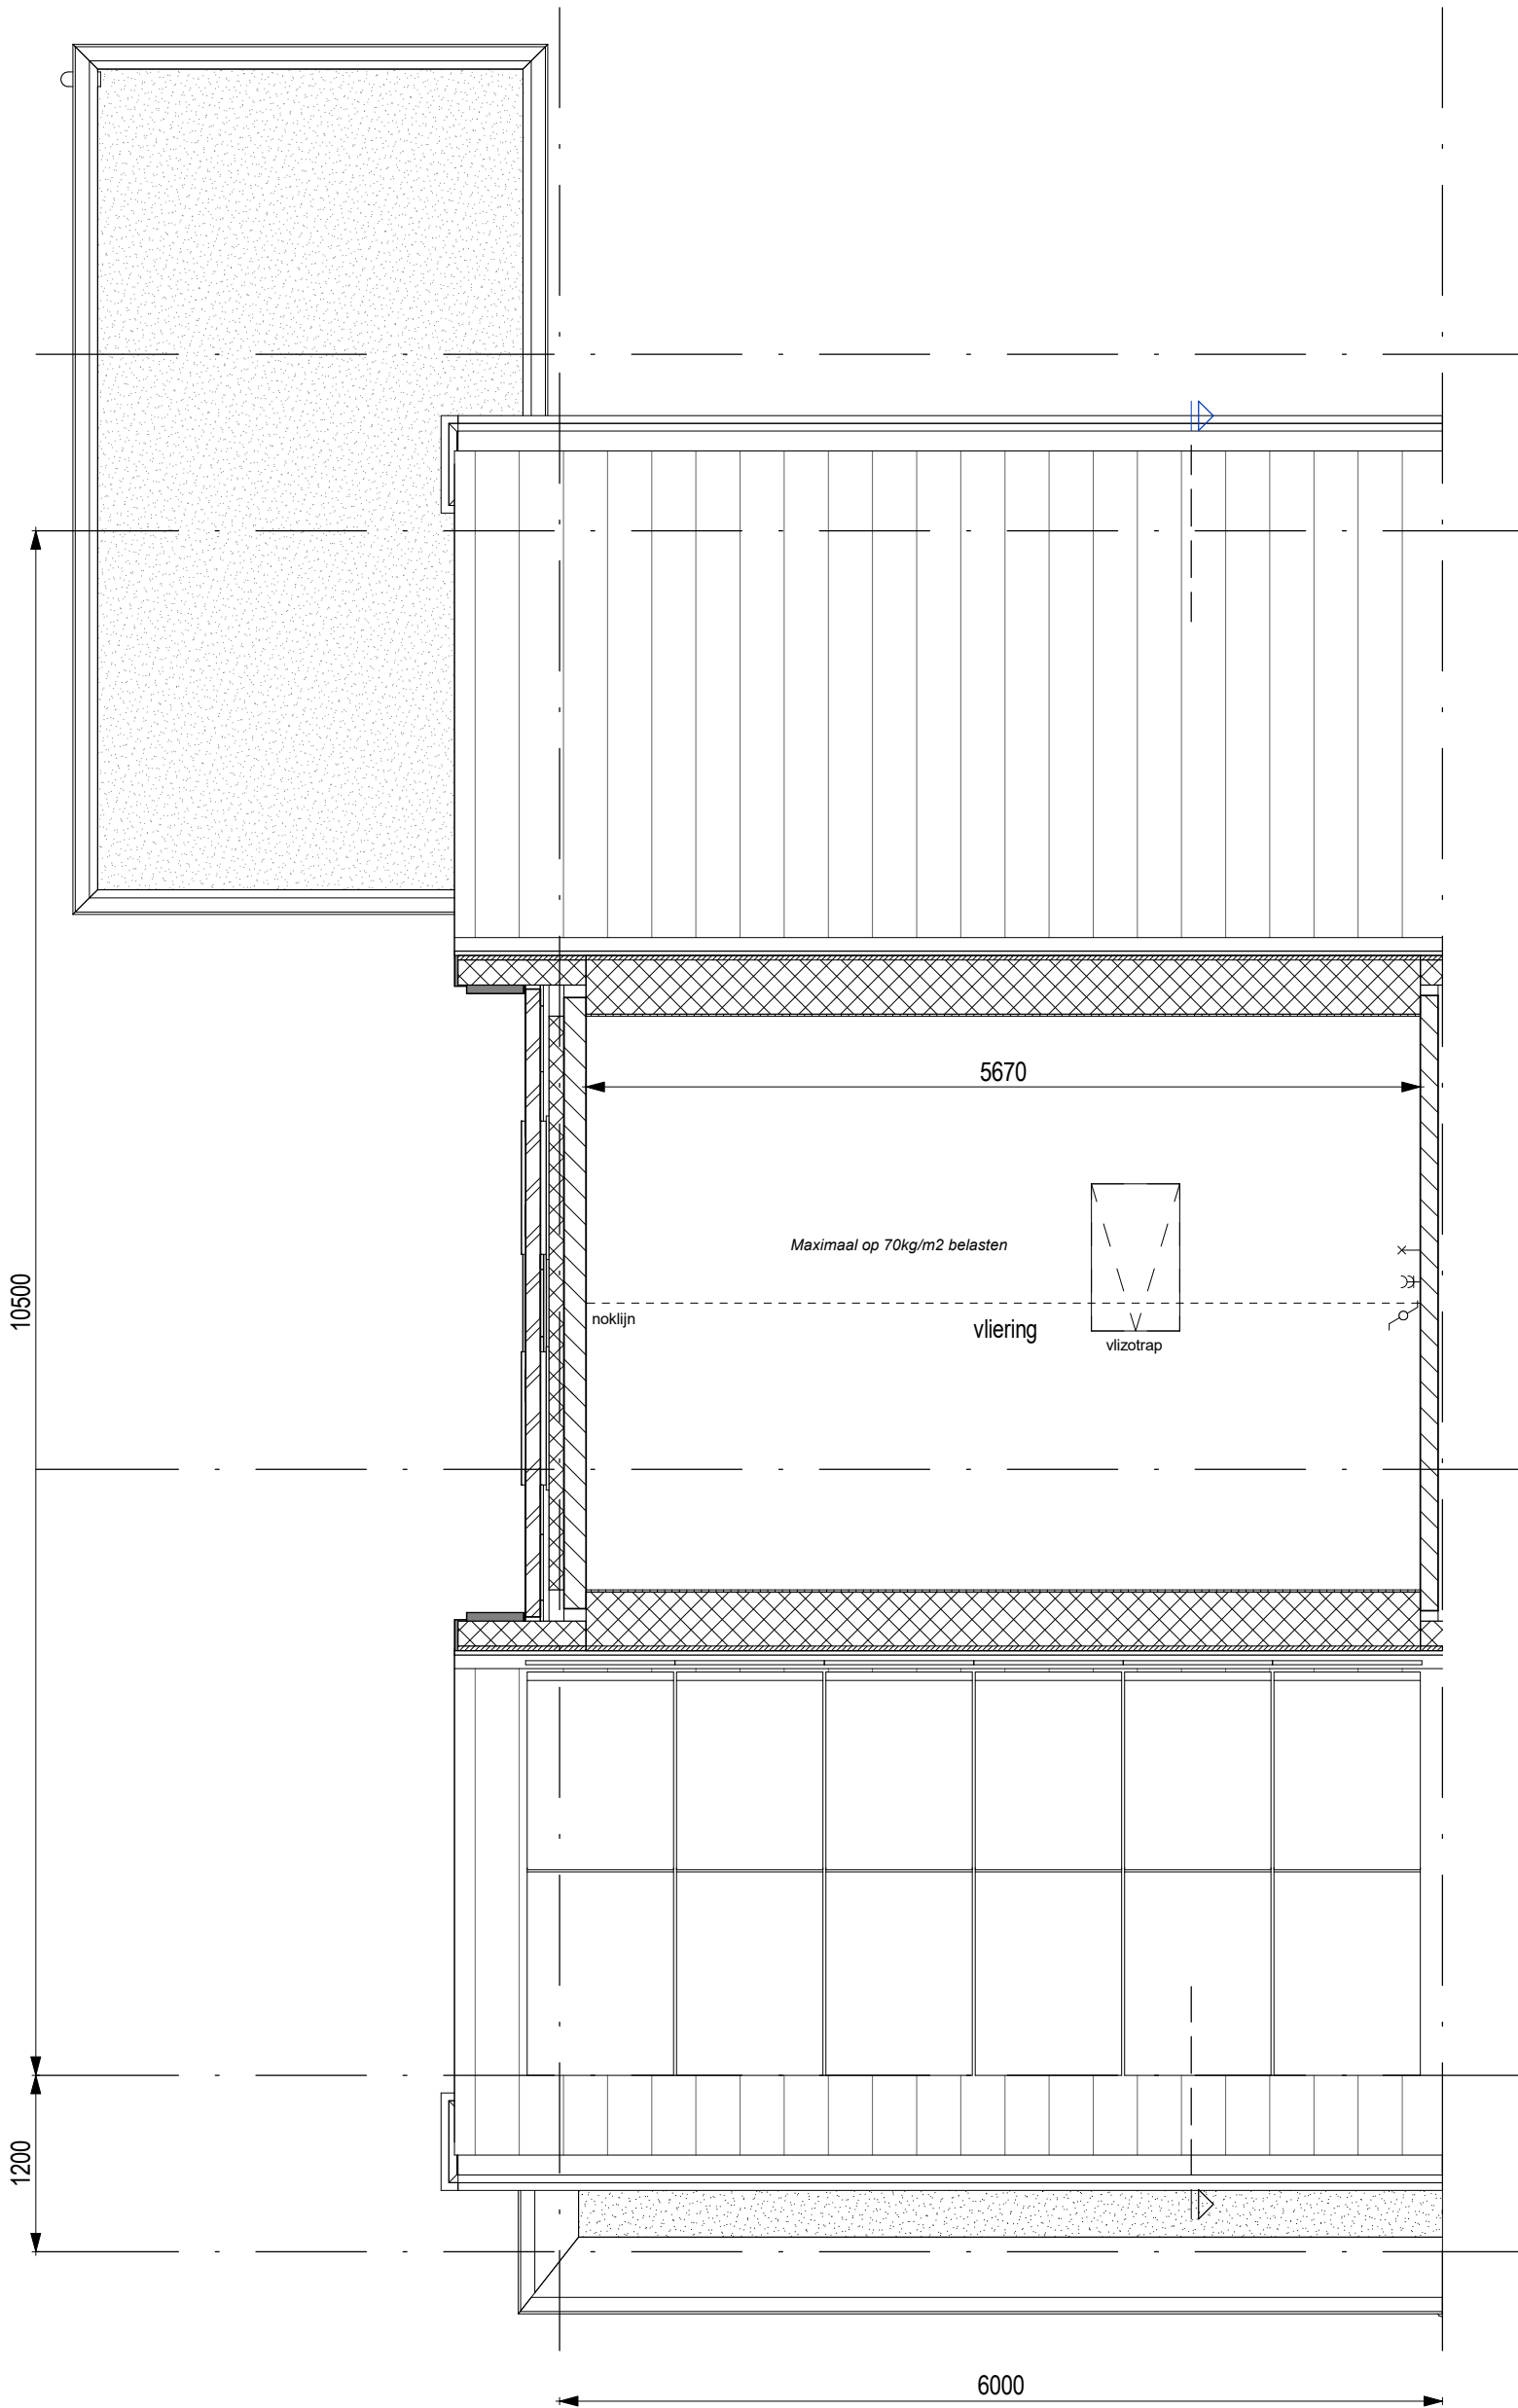 5670
Maximaal op 70kg/m2 belasten
noklijn
vliering
vlizotrap
10500
1200
6000